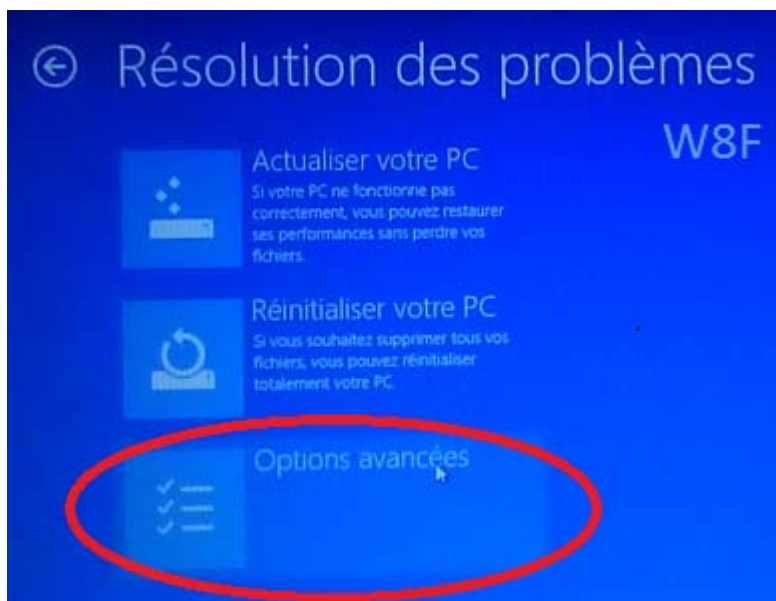 Résolution des problèmes
W8F
Actualiser votre PC
Si votre PC ne fonctionne pas
correctement, vous pouvez restaurer
ses performances sans perdre vos
fichiers.
Réinitialiser votre PC
Si vous souhaitez supprimer tous vos
fichiers, vous pouvez réinitialiser
totalement votre PC.
Options avancées